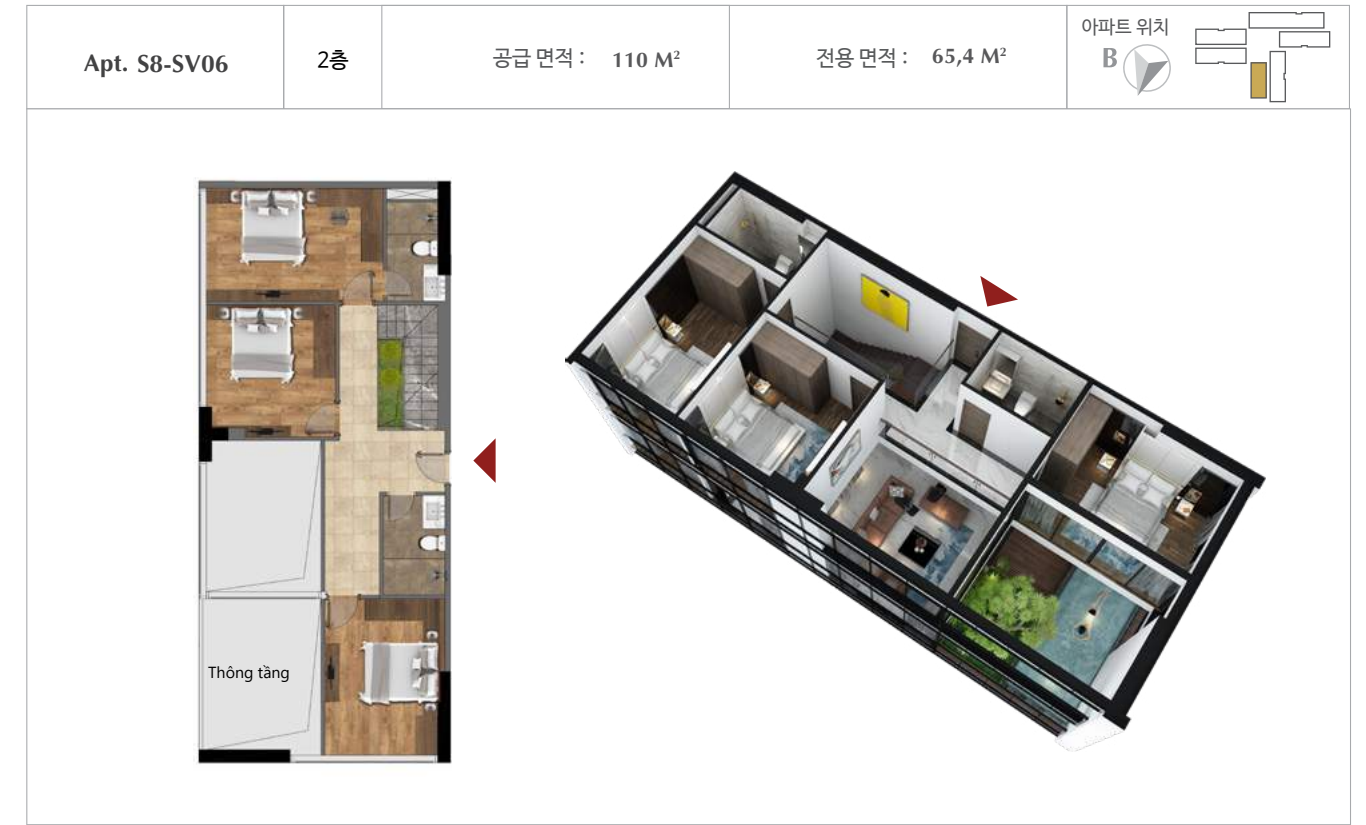 Apt. S8-SV06
2층
공급 면적 : 110 M²
전용 면적 : 65,4 M²
아파트 위치
B
Thông tầng